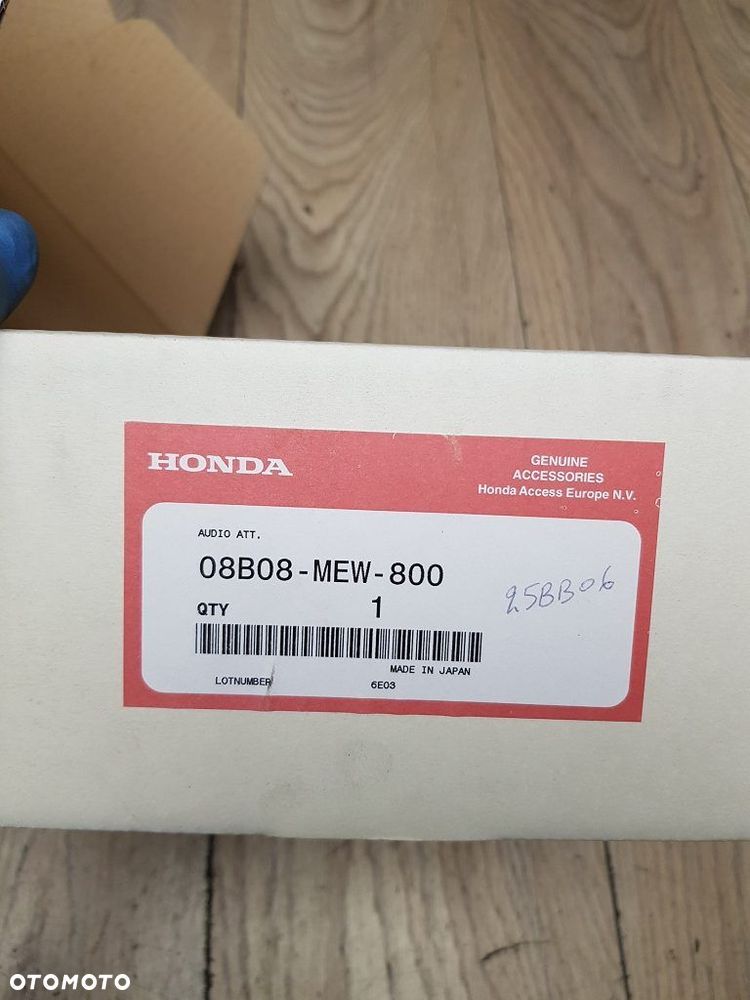 HONDA
GENUINE
ACCESSORIES
Honda Access Europe N.V.
AUDIO ATT.
08B08-MEW-800
QTY 1
25BB06
MADE IN JAPAN
LOTNUMBER 6E03
OTOMOTO